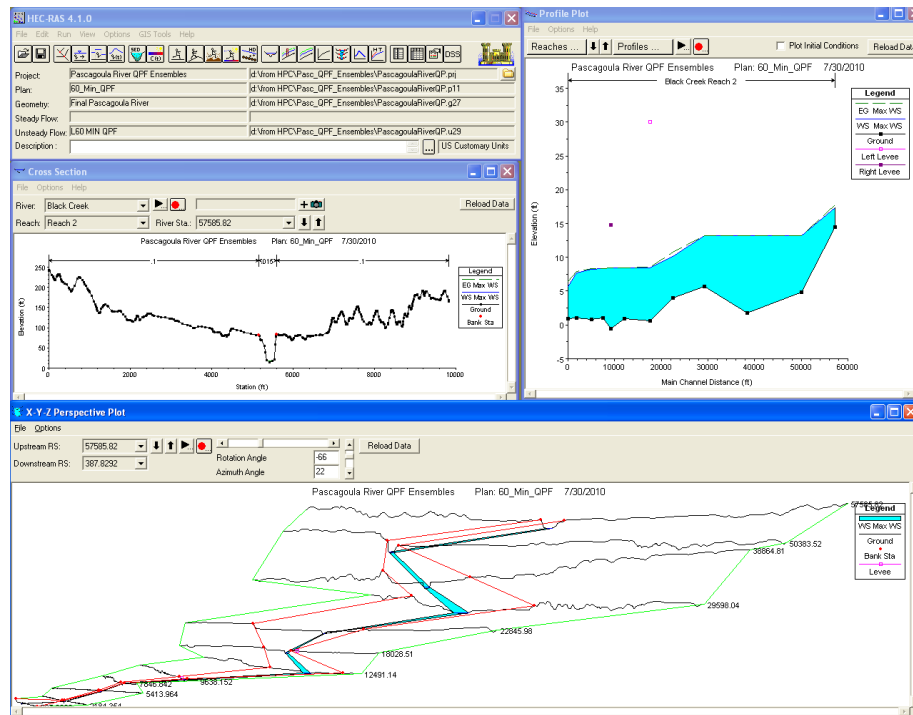 HEC-RAS 4.1.0
File Edit Run View Options GIS Tools Help
DSS
Project: Pascagoula River QPF Ensembles d:\from HPC\Pasc_QPF_Ensembles\PascagoulaRiverQP.prj
Plan: 60_Min_QPF d:\from HPC\Pasc_QPF_Ensembles\PascagoulaRiverQP.p11
Geometry: Final Pascagoula River d:\from HPC\Pasc_QPF_Ensembles\PascagoulaRiverQP.g27
Steady Flow:
Unsteady Flow: L60 MIN QPF d:\from HPC\Pasc_QPF_Ensembles\PascagoulaRiverQP.u29
Description : ... US Customary Units
Cross Section
File Options Help
River: Black Creek Reload Data
Reach: Reach 2 River Sta.: 57585.82
Pascagoula River QPF Ensembles Plan: 60_Min_QPF 7/30/2010
.1 .015 .1
Legend
EG Max WS
WS Max WS
Ground
Bank Sta
Elevation (ft)
250
200
150
100
50
0
0 2000 4000 6000 8000 10000
Station (ft)
Profile Plot
File Options Help
Reaches ... Profiles ... Plot Initial Conditions Reload Data
Pascagoula River QPF Ensembles Plan: 60_Min_QPF 7/30/2010
Black Creek Reach 2
Legend
EG Max WS
WS Max WS
Ground
Left Levee
Right Levee
Elevation (ft)
35
30
25
20
15
10
5
0
-5
0 10000 20000 30000 40000 50000 60000
Main Channel Distance (ft)
X-Y-Z Perspective Plot
File Options
Upstream RS: 57585.82 Reload Data
Downstream RS: 387.8292
Rotation Angle -66
Azimuth Angle 22
Pascagoula River QPF Ensembles Plan: 60_Min_QPF 7/30/2010
Legend
WS Max WS
Ground
Bank Sta
Levee
50383.52
38864.81
29598.04
22845.98
18028.51
12491.14
9638.152
7846.842
5413.964